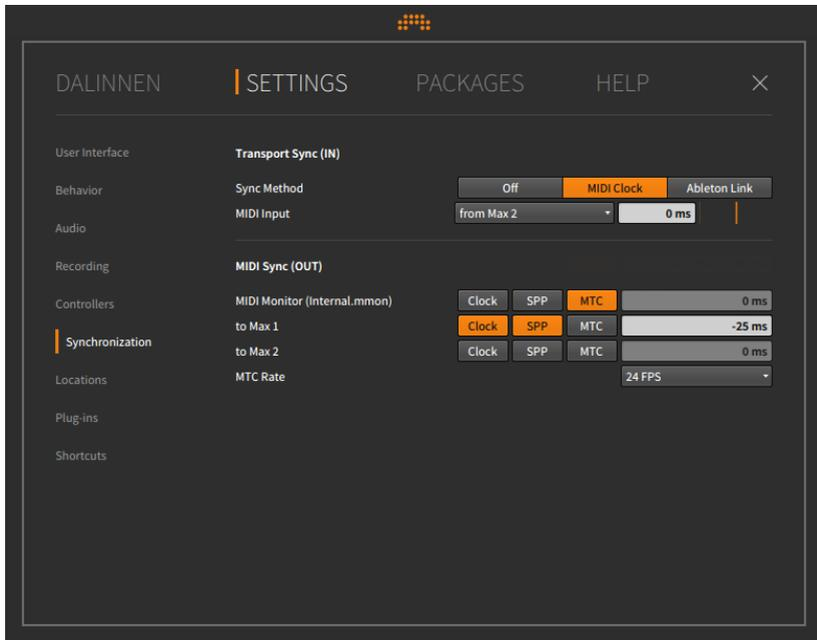 DALINNEN SETTINGS PACKAGES HELP
User Interface
Behavior
Audio
Recording
Controllers
Synchronization
Locations
Plug-ins
Shortcuts
Transport Sync (IN)
Sync Method Off MIDI Clock Ableton Link
MIDI Input from Max 2 0 ms
MIDI Sync (OUT)
MIDI Monitor (Internal.mmon) Clock SPP MTC 0 ms
to Max 1 Clock SPP MTC -25 ms
to Max 2 Clock SPP MTC 0 ms
MTC Rate 24 FPS